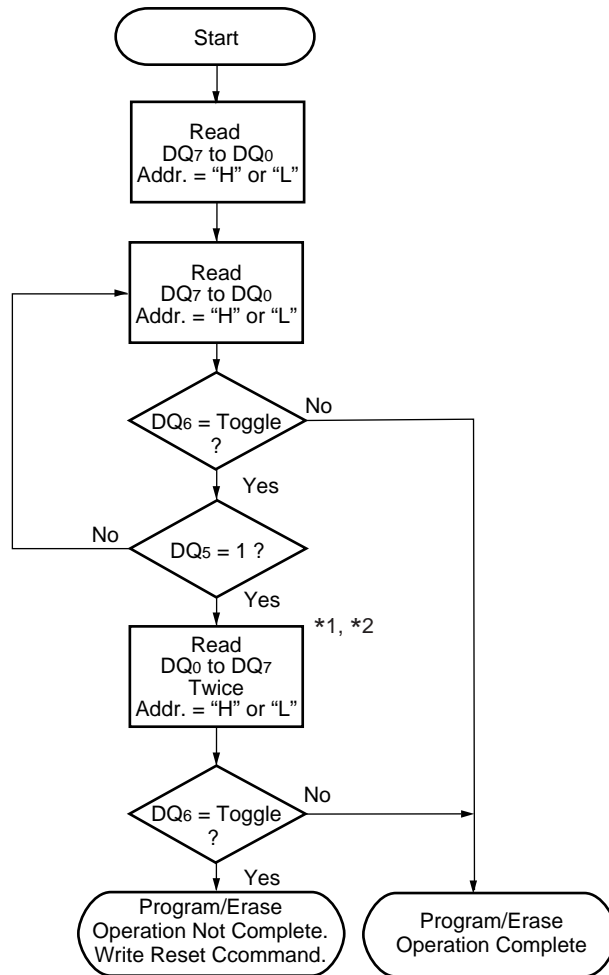 Start
Read
DQ7 to DQ0
Addr. = “H” or “L”
Read
DQ7 to DQ0
Addr. = “H” or “L”
DQ6 = Toggle
?
No
Yes
No
DQ5 = 1 ?
Yes
*1, *2
Read
DQ0 to DQ7
Twice
Addr. = “H” or “L”
DQ6 = Toggle
?
No
Yes
Program/Erase
Operation Not Complete.
Write Reset Ccommand.
Program/Erase
Operation Complete